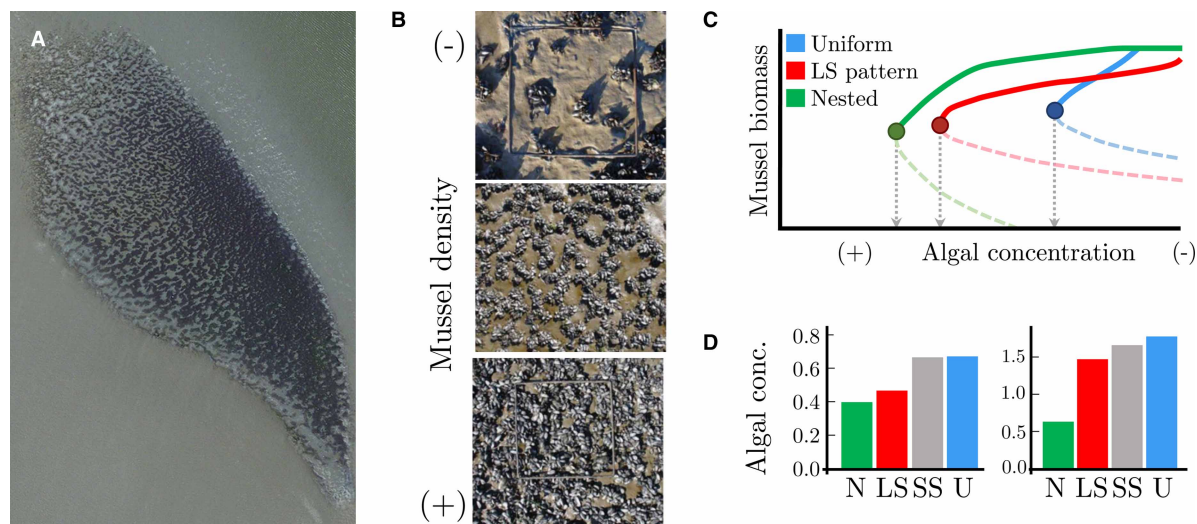 A
B
(-)
Mussel density
(+)
C
Uniform
LS pattern
Nested
Mussel biomass
(+) Algal concentration (-)
D
Algal conc.
0.8
0.6
0.4
0.2
0.0
N LS SS U
1.5
1.0
0.5
0.0
N LS SS U